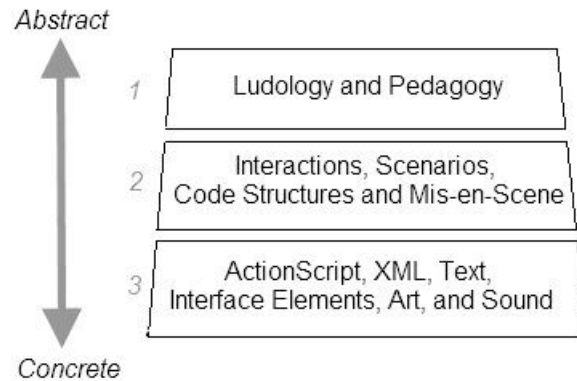 Abstract
1
Ludology and Pedagogy
2
Interactions, Scenarios,
Code Structures and Mis-en-Scene
3
ActionScript, XML, Text,
Interface Elements, Art, and Sound
Concrete